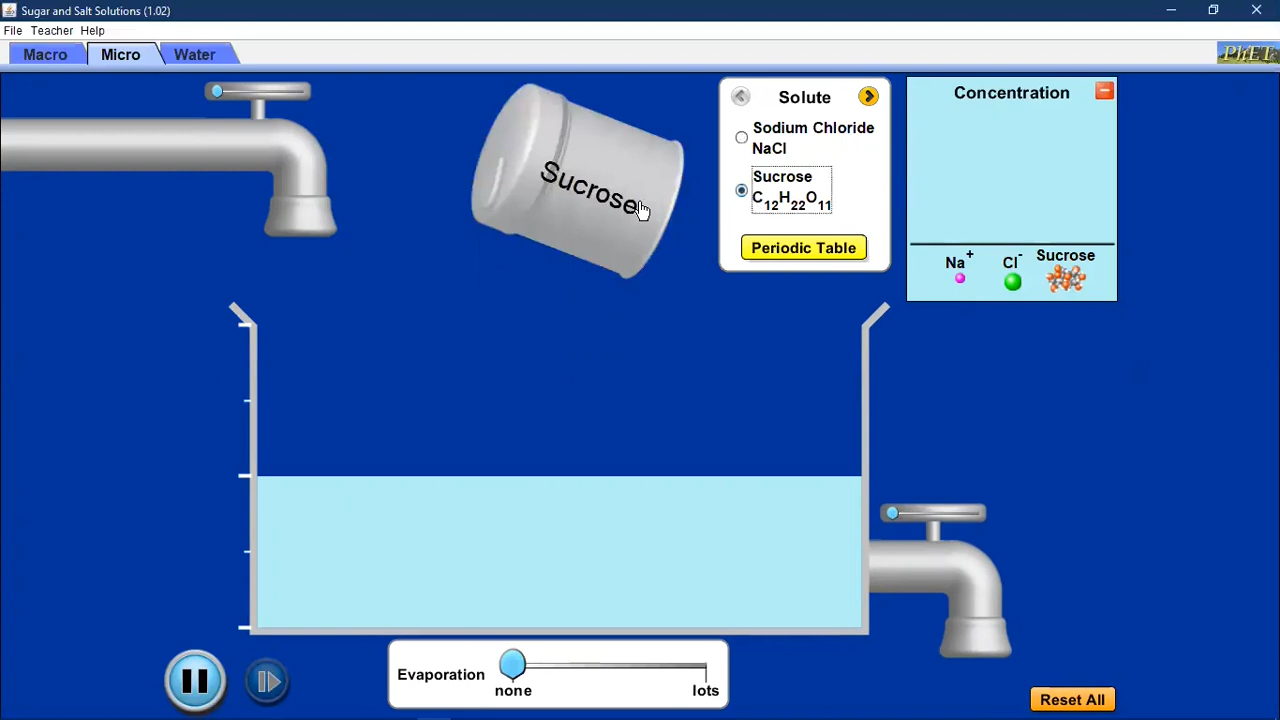 Sugar and Salt Solutions (1.02)
File Teacher Help
Macro Micro Water
PhET
Solute
Sodium Chloride
NaCl
Sucrose
C12H22O11
Periodic Table
Concentration
Na+ Cl- Sucrose
Sucrose
Evaporation
none lots
Reset All